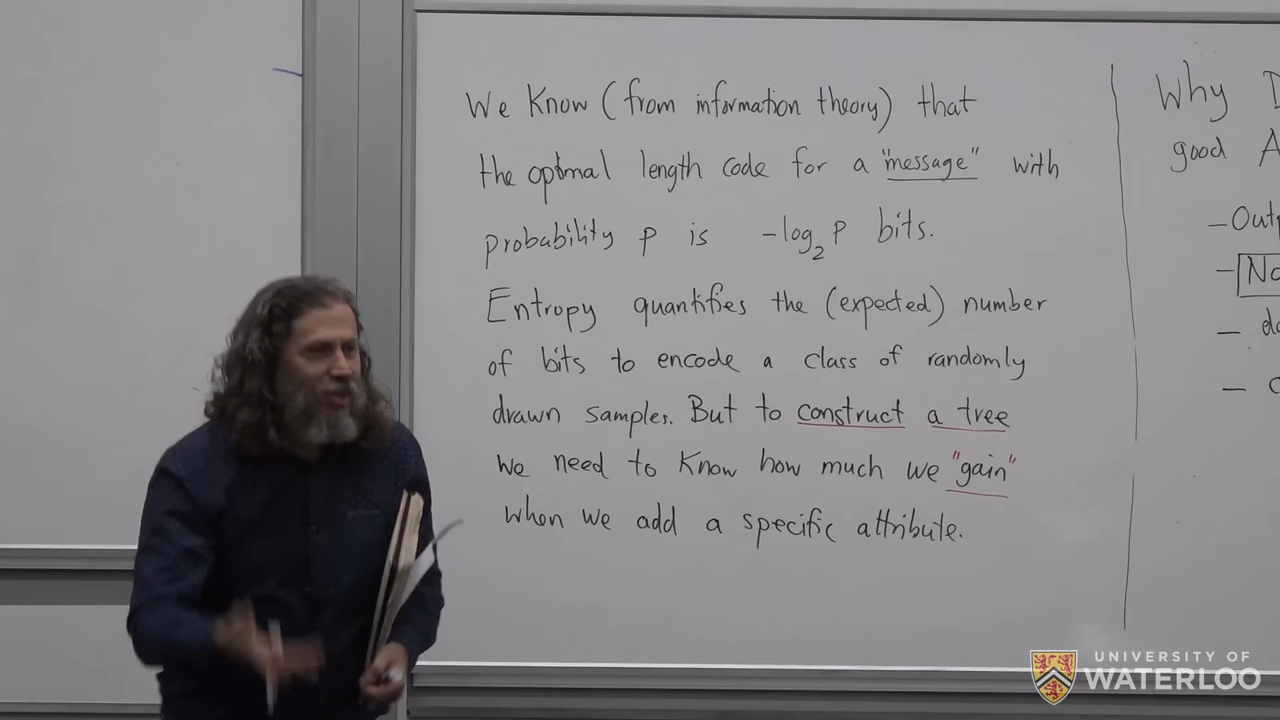 We Know (from information theory) that
the optimal length code for a "message" with
probability p is -log₂ p bits.
Entropy quantifies the (expected) number
of bits to encode a class of randomly
drawn samples. But to construct a tree
we need to know how much we "gain"
when we add a specific attribute.
Why
good
- Outp
- No
-
-
UNIVERSITY OF
WATERLOO